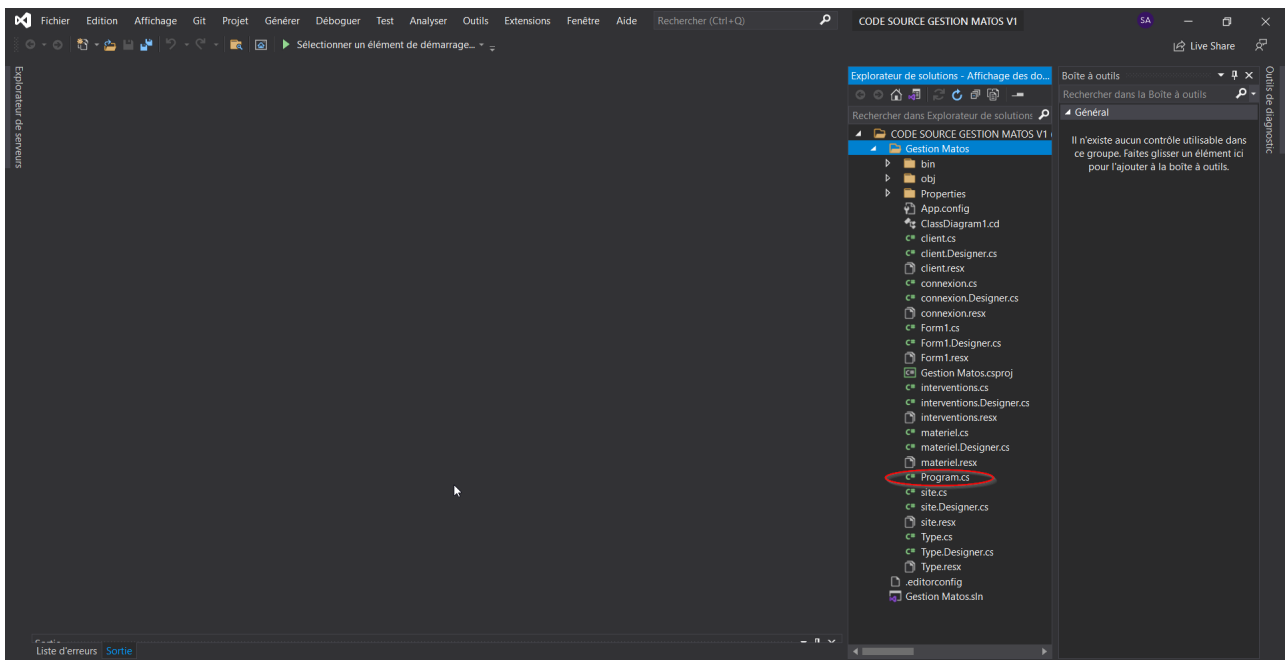 Fichier Edition Affichage Git Projet Générer Déboguer Test Analyser Outils Extensions Fenêtre Aide Rechercher (Ctrl+Q) CODE SOURCE GESTION MATOS V1 SA
Sélectionner un élément de démarrage... Live Share
Explorateur de serveurs
Explorateur de solutions - Affichage des do...
Rechercher dans Explorateur de solutions
CODE SOURCE GESTION MATOS V1
Gestion Matos
bin
obj
Properties
App.config
ClassDiagram1.cd
client.cs
client.Designer.cs
client.resx
connexion.cs
connexion.Designer.cs
connexion.resx
Form1.cs
Form1.Designer.cs
Form1.resx
Gestion Matos.csproj
interventions.cs
interventions.Designer.cs
interventions.resx
materiel.cs
materiel.Designer.cs
materiel.resx
Program.cs
site.cs
site.Designer.cs
site.resx
Type.cs
Type.Designer.cs
Type.resx
.editorconfig
Gestion Matos.sln
Boîte à outils
Rechercher dans la Boîte à outils
Général
Il n'existe aucun contrôle utilisable dans
ce groupe. Faites glisser un élément ici
pour l'ajouter à la boîte à outils.
Outils de diagnostic
Sortie
Liste d'erreurs Sortie